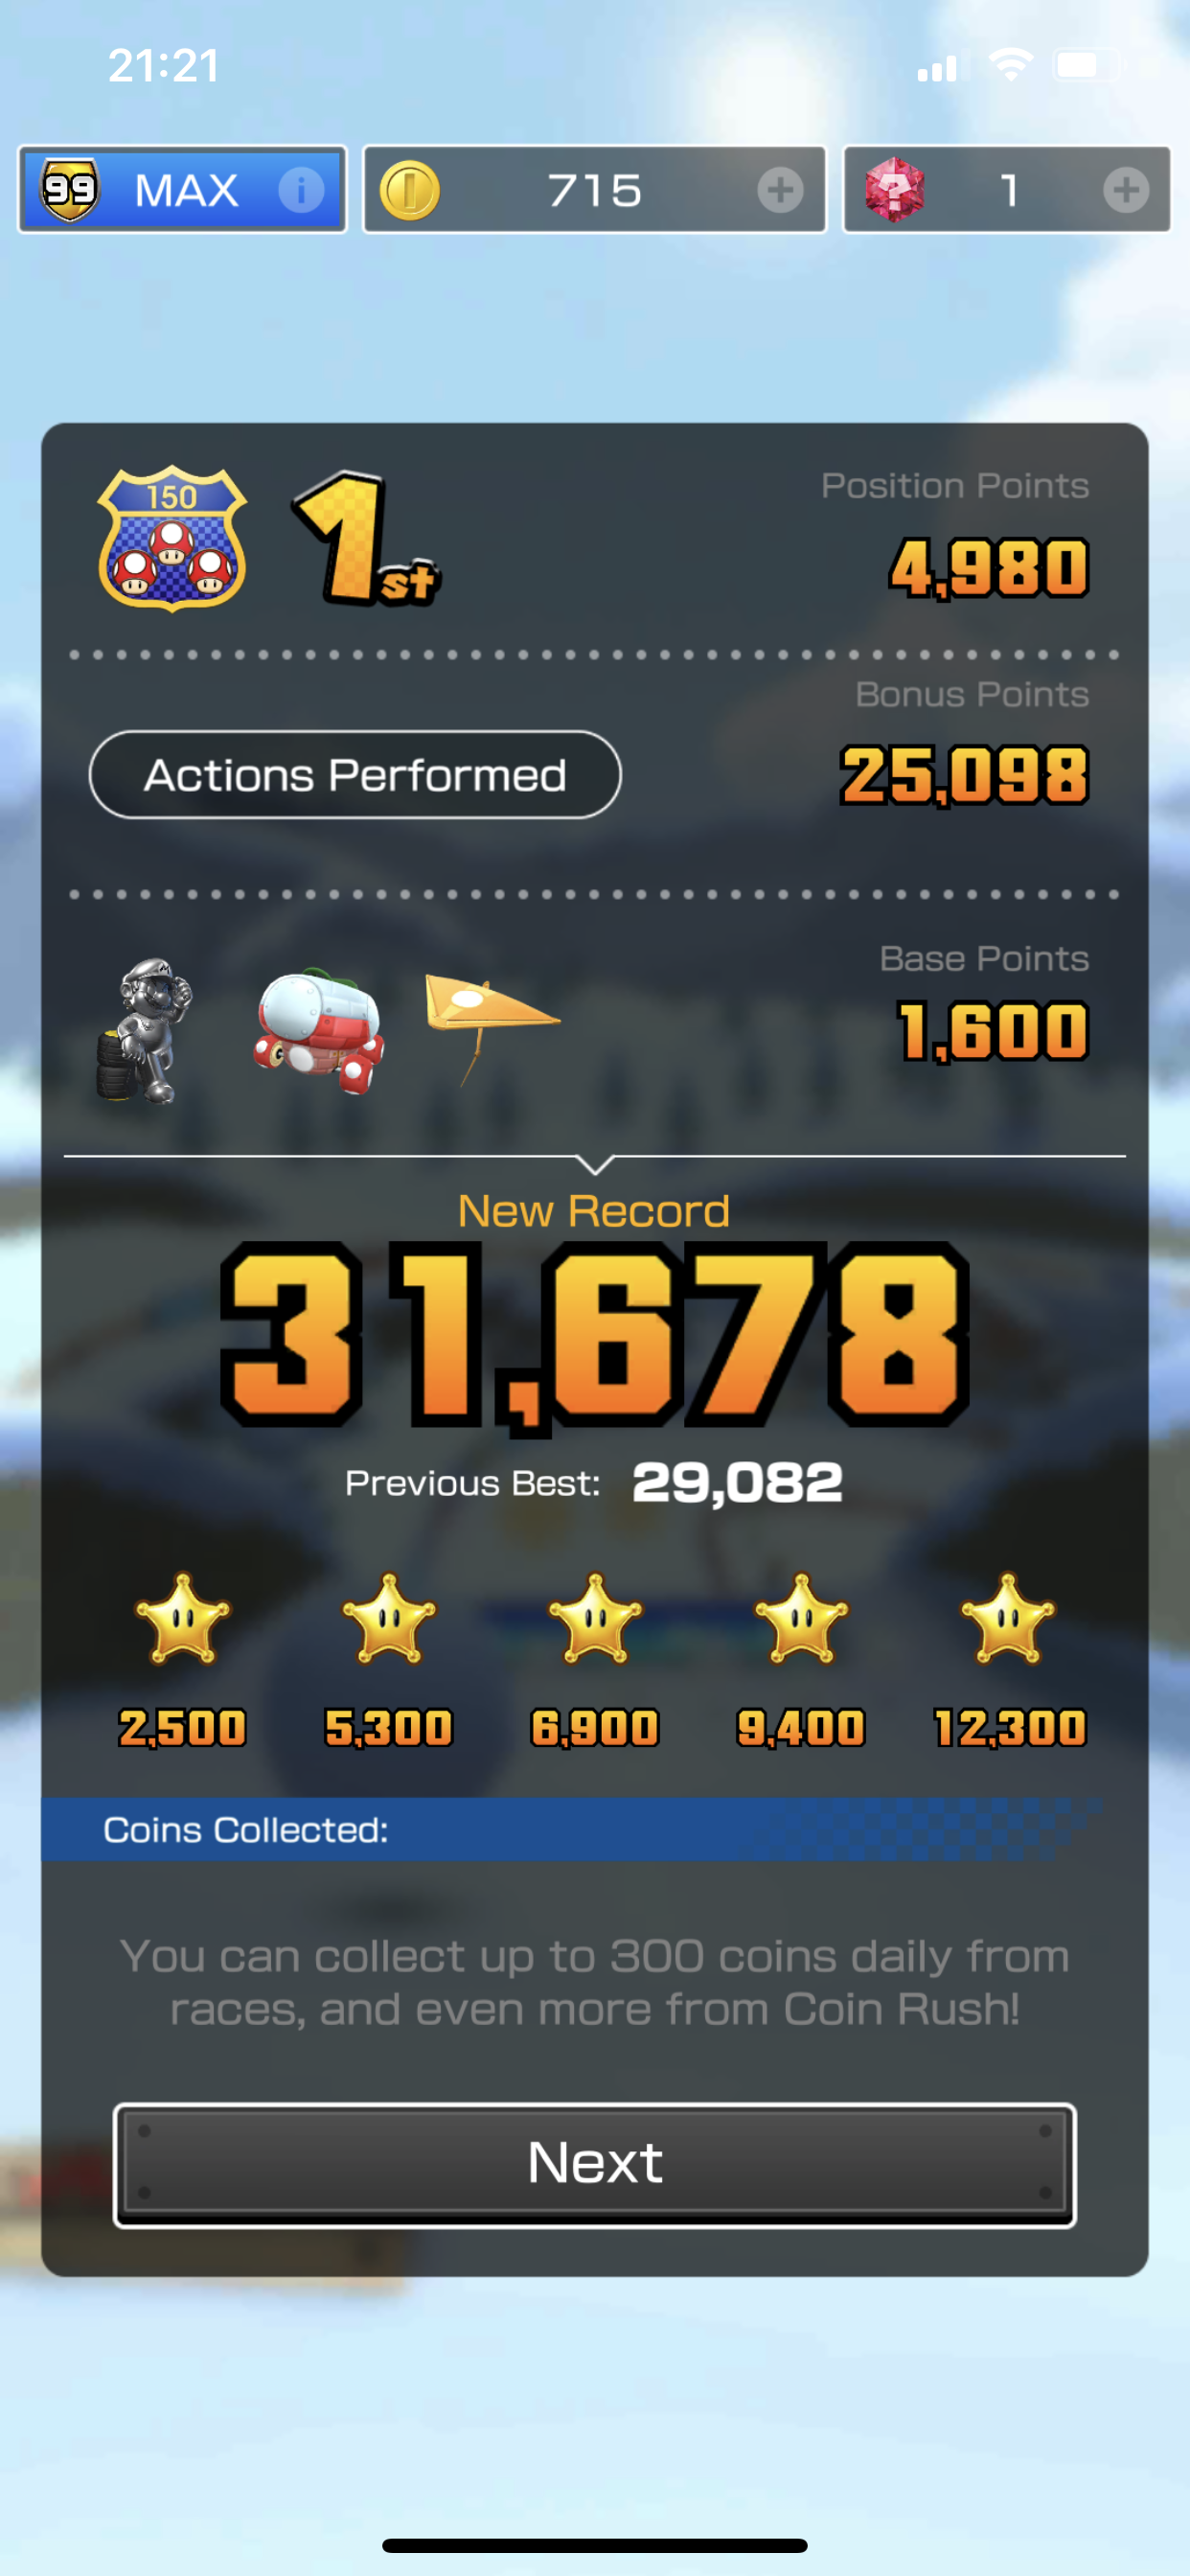 21:21
99 MAX i 715 + ? 1 +
150
1st
Position Points
4,980
Bonus Points
Actions Performed
25,098
Base Points
1,600
New Record
31,678
Previous Best: 29,082
2,500 5,300 6,900 9,400 12,300
Coins Collected:
You can collect up to 300 coins daily from
races, and even more from Coin Rush!
Next